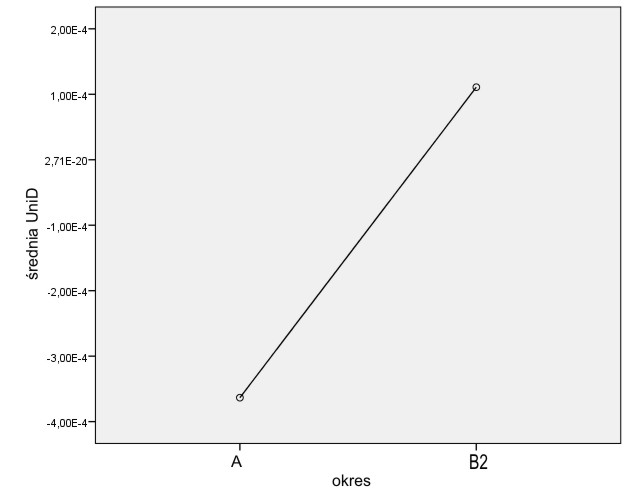 2,00E-4
1,00E-4
2,71E-20
-1,00E-4
-2,00E-4
-3,00E-4
-4,00E-4
średnia UniD
A
B2
okres